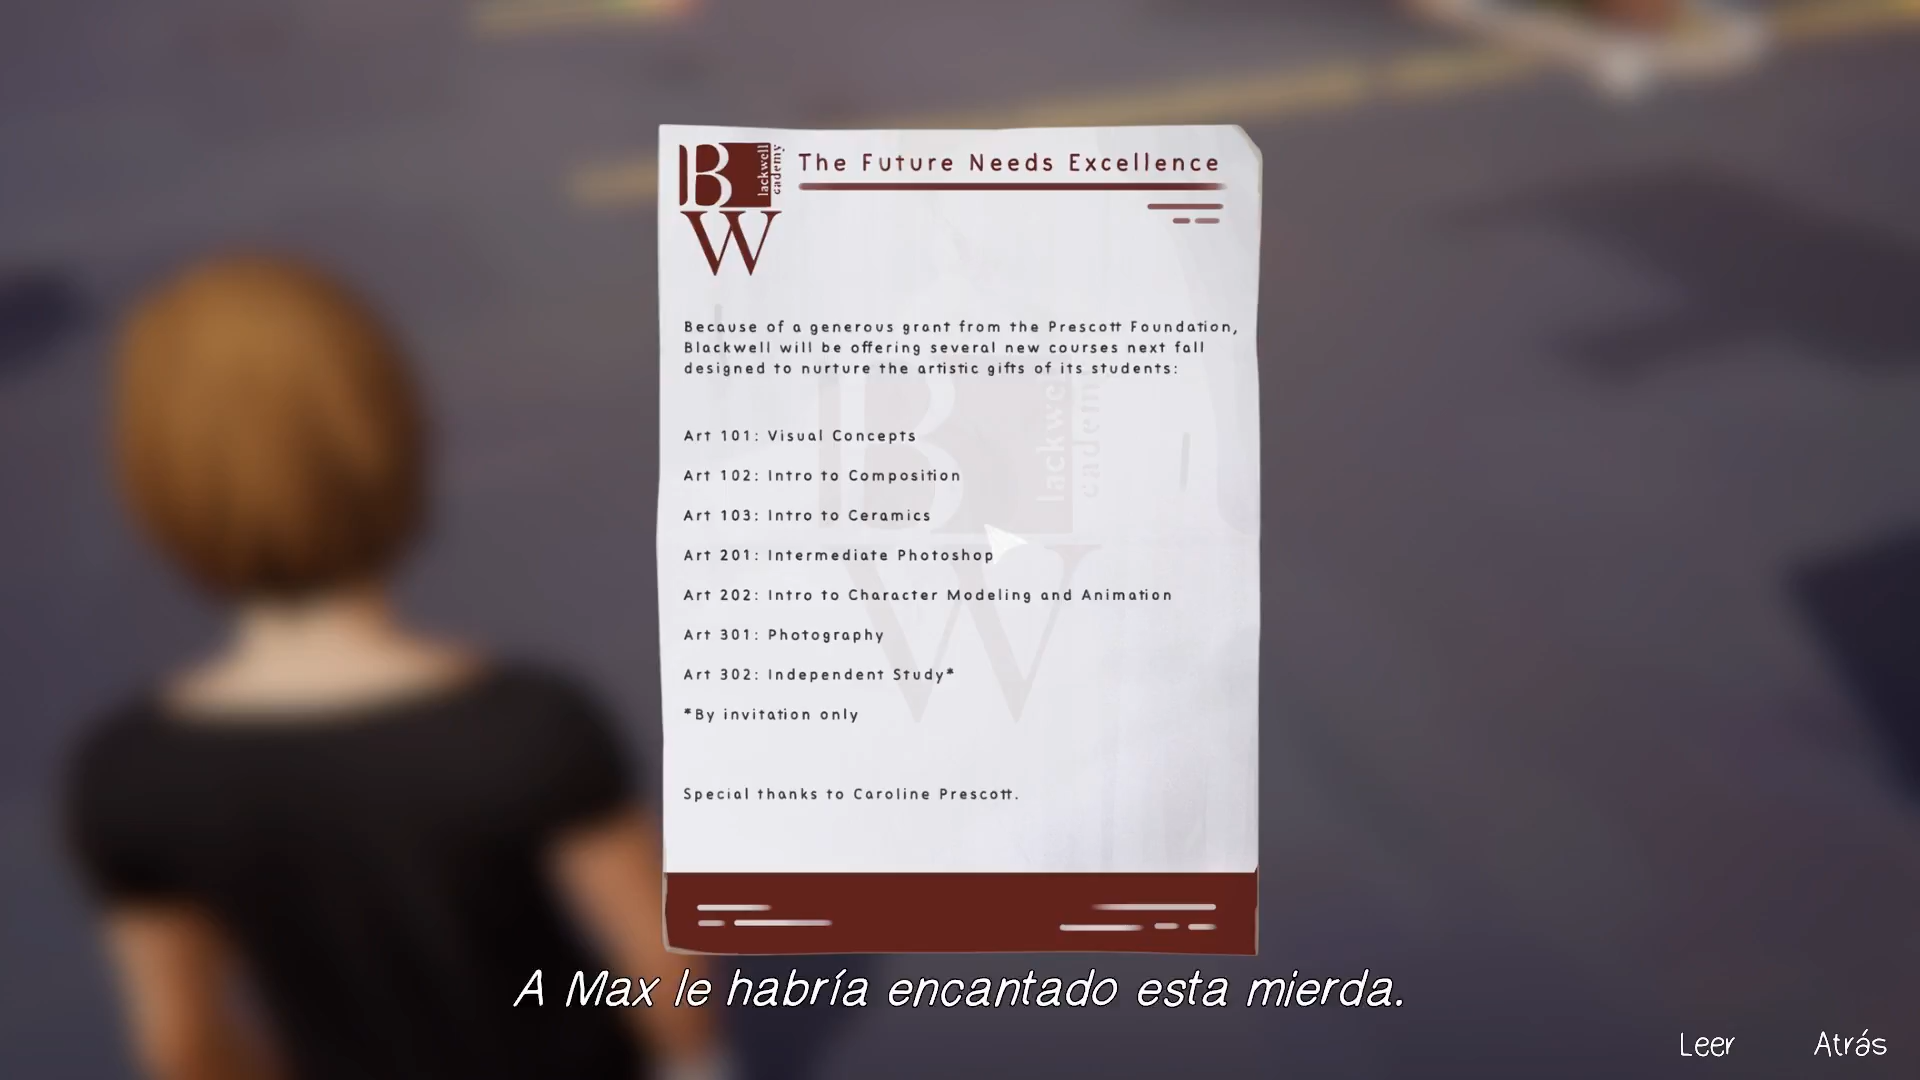 B lackwell cademy
W
The Future Needs Excellence
Because of a generous grant from the Prescott Foundation,
Blackwell will be offering several new courses next fall
designed to nurture the artistic gifts of its students:
Art 101: Visual Concepts
Art 102: Intro to Composition
Art 103: Intro to Ceramics
Art 201: Intermediate Photoshop
Art 202: Intro to Character Modeling and Animation
Art 301: Photography
Art 302: Independent Study*
*By invitation only
Special thanks to Caroline Prescott.
A Max le habría encantado esta mierda.
Leer
Atrás